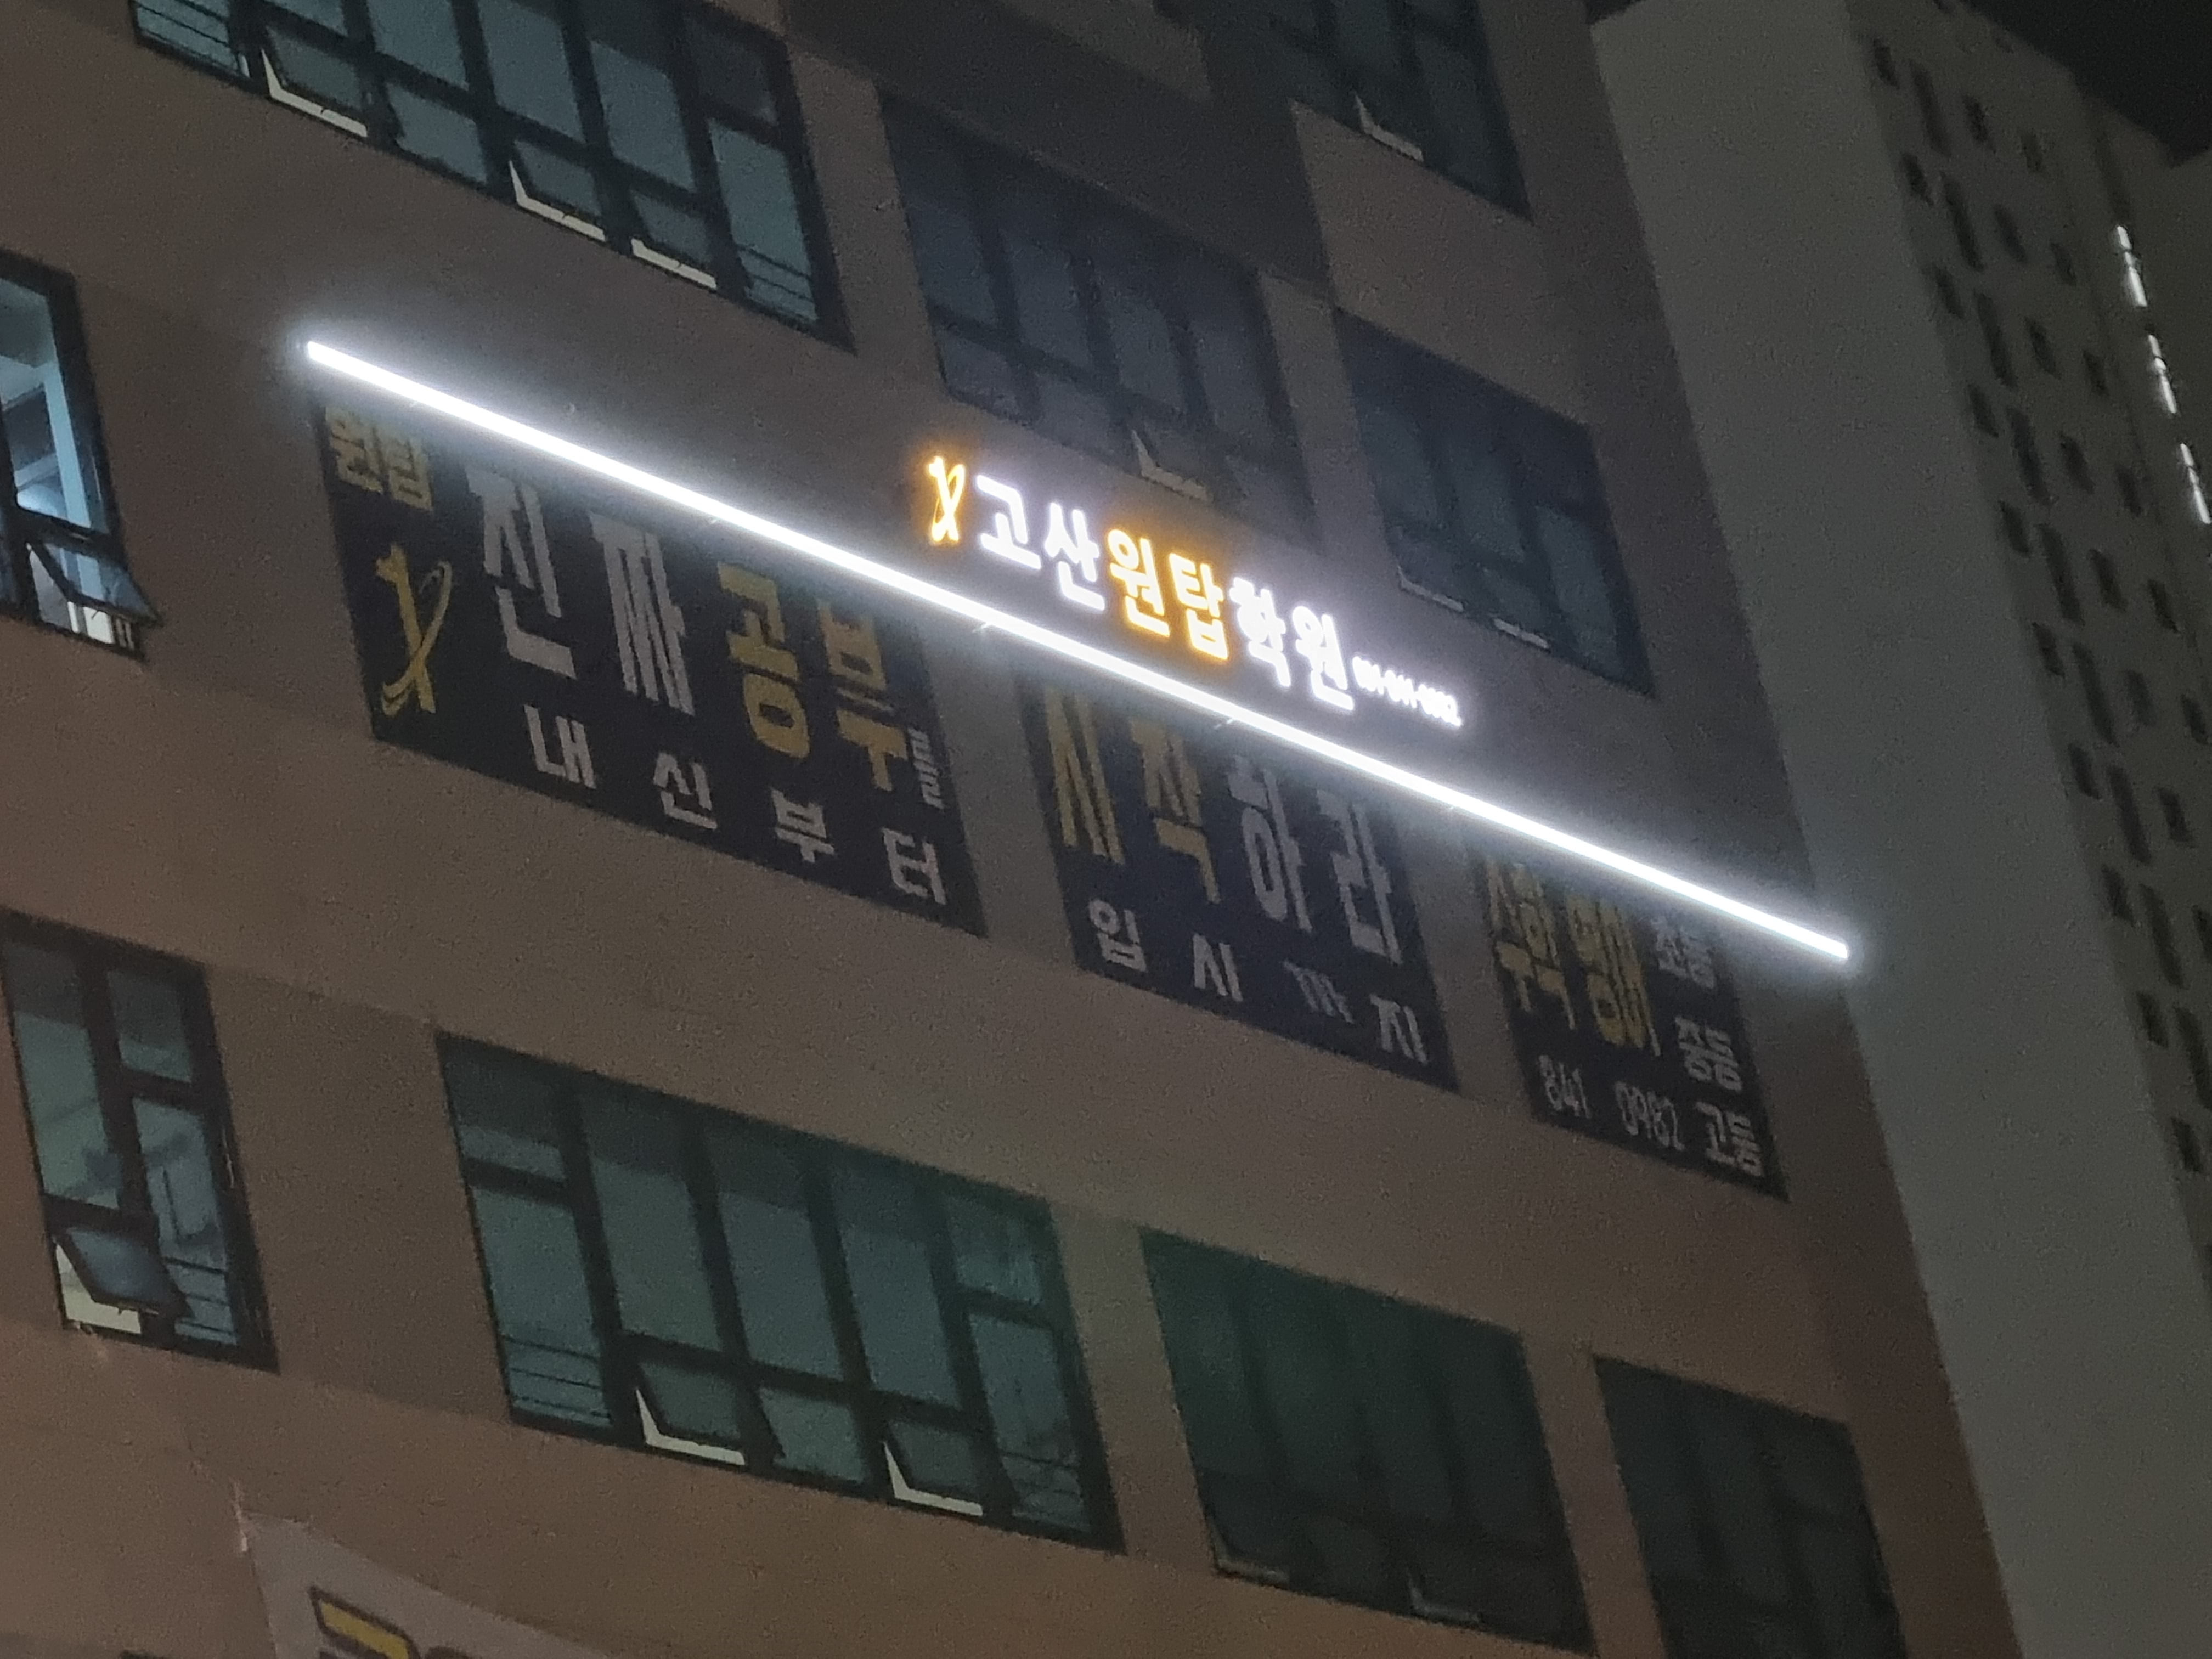 고산원탑학원
원탑
진짜공부를
내신부터
시작하라
입시까지
수학 영어
초등
중등
고등
841 0982